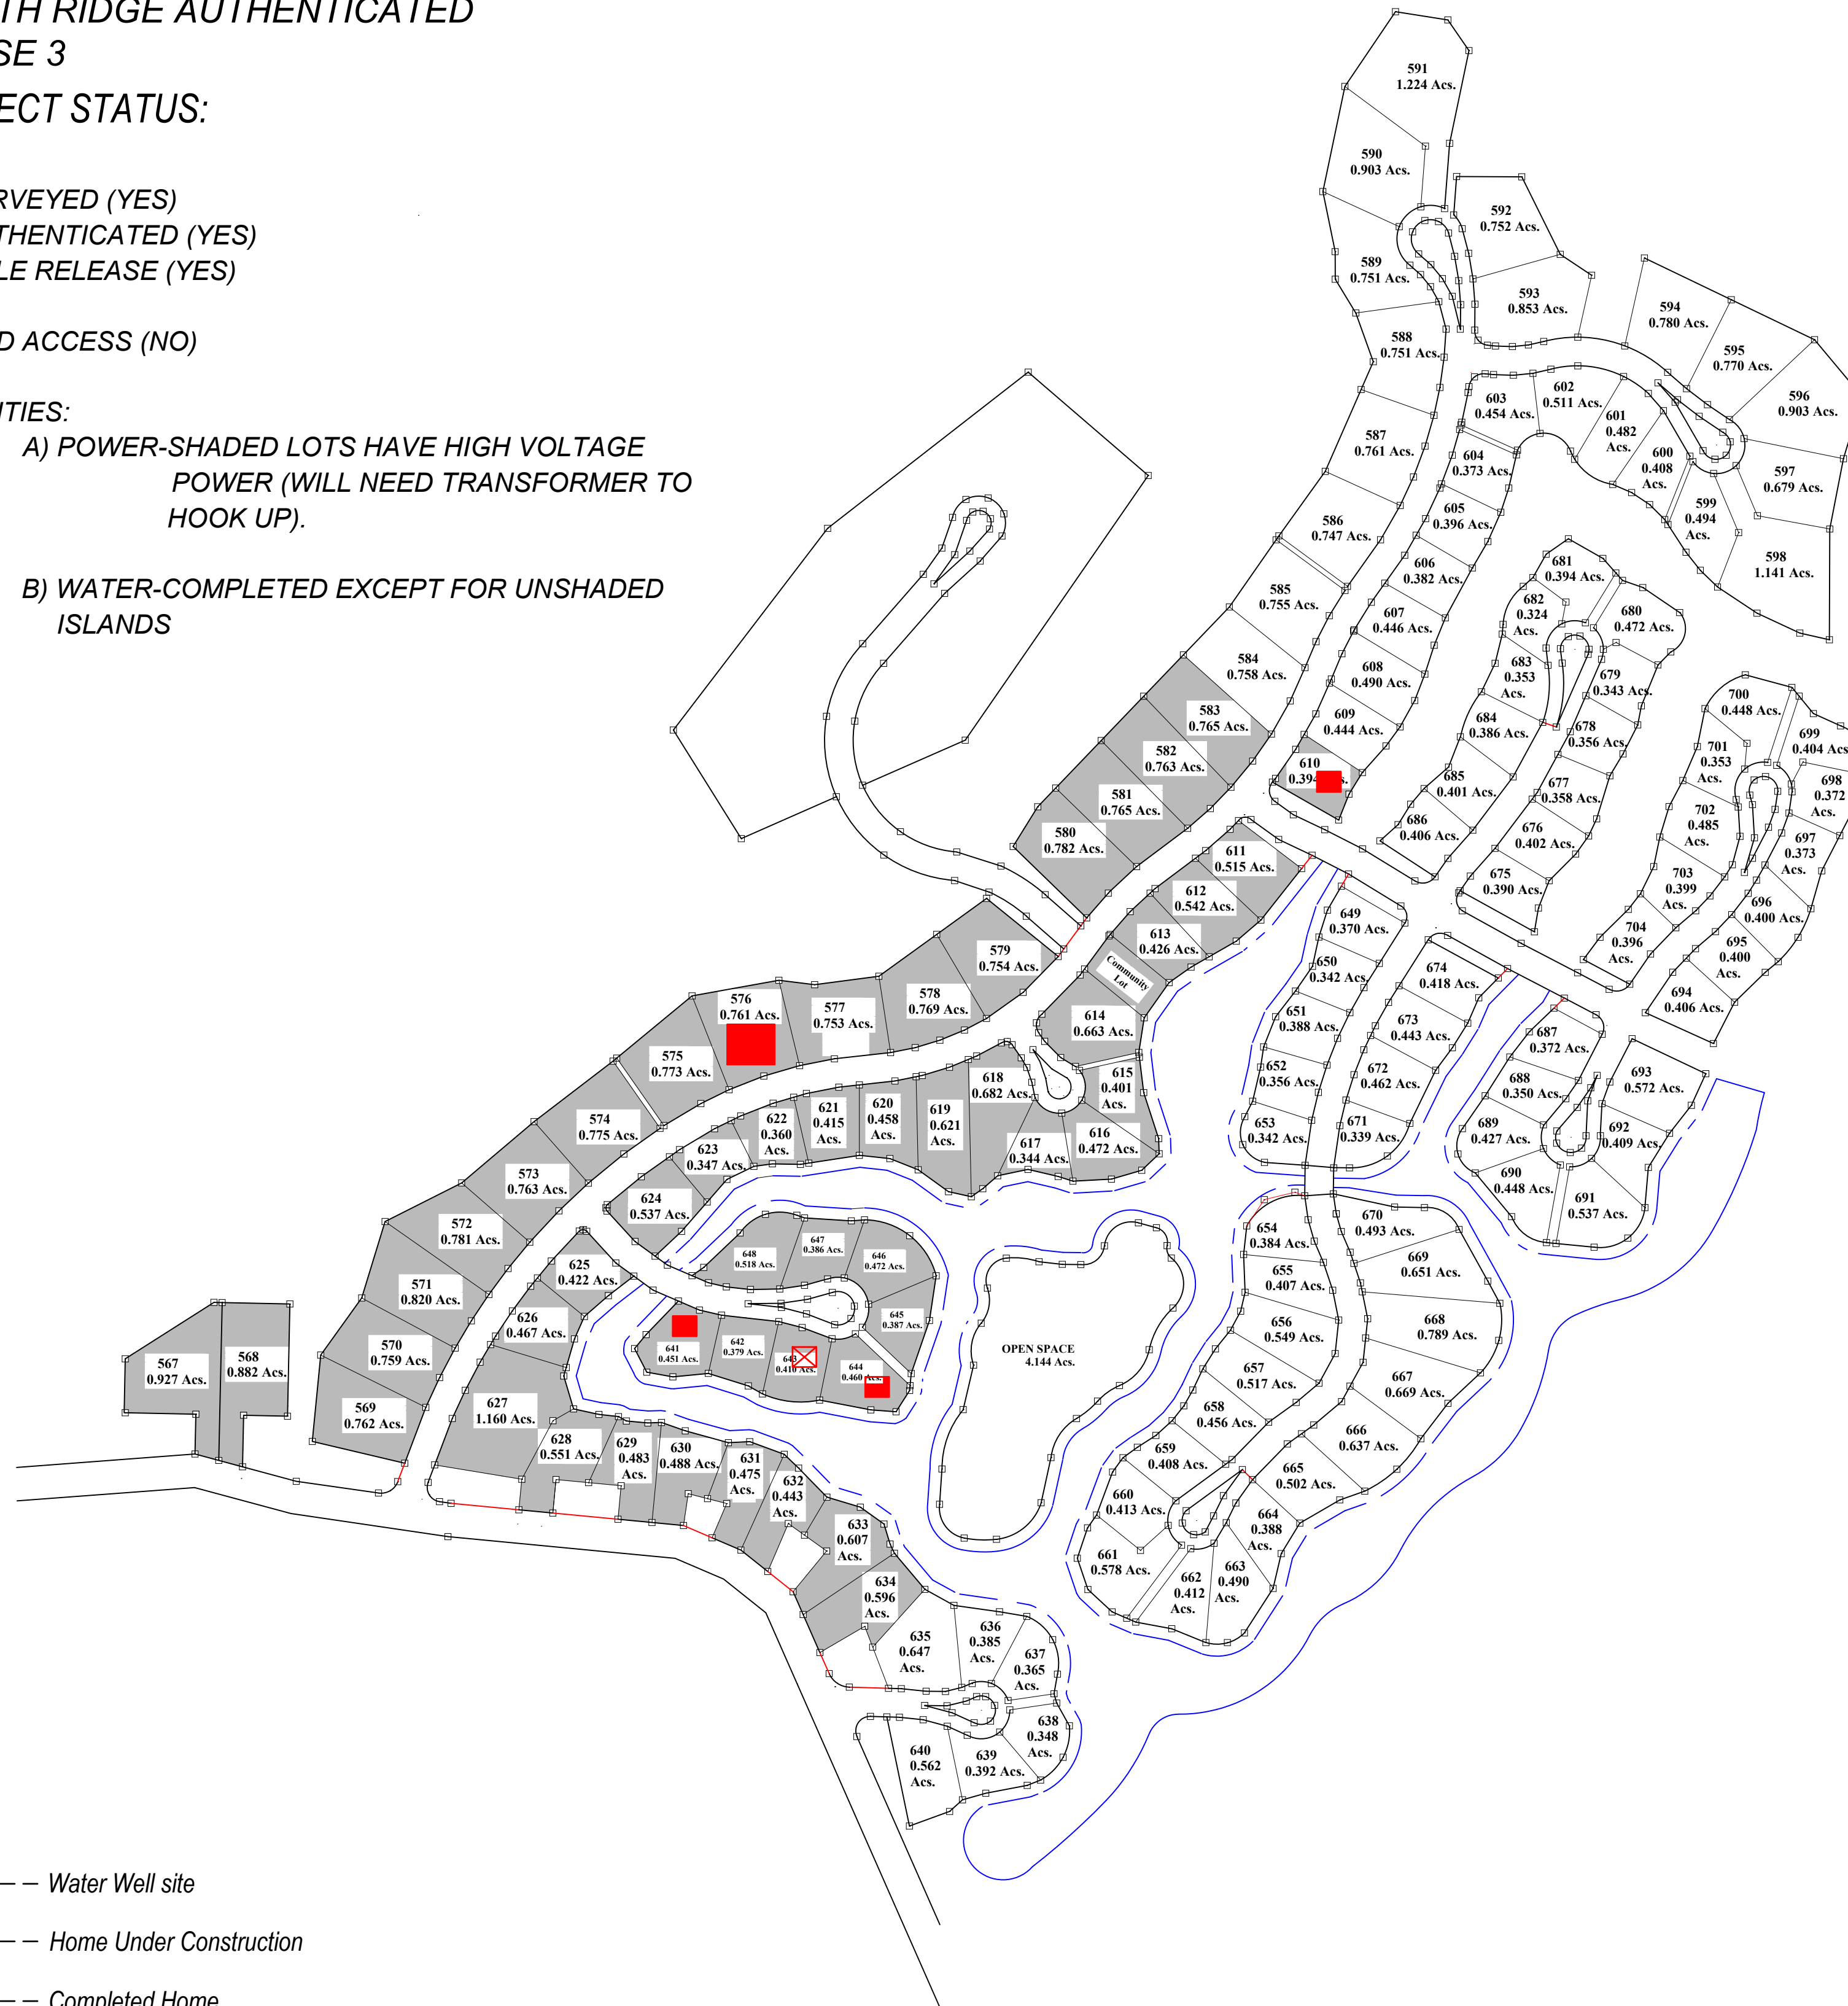 TH RIDGE AUTHENTICATED
SE 3
ECT STATUS:
RVEYED (YES)
THENTICATED (YES)
LE RELEASE (YES)
D ACCESS (NO)
ITIES:
A) POWER-SHADED LOTS HAVE HIGH VOLTAGE
POWER (WILL NEED TRANSFORMER TO
HOOK UP).
B) WATER-COMPLETED EXCEPT FOR UNSHADED
ISLANDS
591
1.224 Acs.
590
0.903 Acs.
592
0.752 Acs.
589
0.751 Acs.
593
0.853 Acs.
594
0.780 Acs.
588
0.751 Acs.
595
0.770 Acs.
596
0.903 Acs.
603
0.454 Acs.
602
0.511 Acs.
601
0.482
Acs.
600
0.408
Acs.
597
0.679 Acs.
587
0.761 Acs.
604
0.373 Acs.
599
0.494
Acs.
598
1.141 Acs.
586
0.747 Acs.
605
0.396 Acs.
606
0.382 Acs.
585
0.755 Acs.
607
0.446 Acs.
681
0.394 Acs.
682
0.324
Acs.
680
0.472 Acs.
584
0.758 Acs.
608
0.490 Acs.
683
0.353
Acs.
679
0.343 Acs.
583
0.765 Acs.
609
0.444 Acs.
684
0.386 Acs.
678
0.356 Acs.
700
0.448 Acs.
699
0.404 Acs
582
0.763 Acs.
610
701
0.353
Acs.
698
0.372
Acs.
581
0.765 Acs.
685
0.401 Acs.
677
0.358 Acs.
702
0.485
Acs.
697
0.373
Acs.
580
0.782 Acs.
686
0.406 Acs.
676
0.402 Acs.
611
0.515 Acs.
675
0.390 Acs.
703
0.399
Acs.
696
0.400 Acs.
612
0.542 Acs.
649
0.370 Acs.
704
0.396
Acs.
695
0.400
Acs.
613
0.426 Acs.
579
0.754 Acs.
Community
Lot
650
0.342 Acs.
674
0.418 Acs.
694
0.406 Acs.
578
0.769 Acs.
576
0.761 Acs.
577
0.753 Acs.
614
0.663 Acs.
651
0.388 Acs.
673
0.443 Acs.
687
0.372 Acs.
575
0.773 Acs.
618
0.682 Acs.
615
0.401
Acs.
652
0.356 Acs.
672
0.462 Acs.
688
0.350 Acs.
693
0.572 Acs.
574
0.775 Acs.
622
0.360
Acs.
621
0.415
Acs.
620
0.458
Acs.
619
0.621
Acs.
617
0.344 Acs.
616
0.472 Acs.
653
0.342 Acs.
671
0.339 Acs.
689
0.427 Acs.
692
0.409 Acs.
623
0.347 Acs.
573
0.763 Acs.
624
0.537 Acs.
690
0.448 Acs.
691
0.537 Acs.
572
0.781 Acs.
648
0.518 Acs.
647
0.386 Acs.
646
0.472 Acs.
654
0.384 Acs.
670
0.493 Acs.
625
0.422 Acs.
571
0.820 Acs.
655
0.407 Acs.
669
0.651 Acs.
626
0.467 Acs.
645
0.387 Acs.
656
0.549 Acs.
668
0.789 Acs.
570
0.759 Acs.
641
0.451 Acs.
642
0.379 Acs.
644
0.460 Acs.
OPEN SPACE
4.144 Acs.
567
0.927 Acs.
568
0.882 Acs.
657
0.517 Acs.
667
0.669 Acs.
569
0.762 Acs.
627
1.160 Acs.
658
0.456 Acs.
666
0.637 Acs.
628
0.551 Acs.
629
0.483
Acs.
630
0.488 Acs.
631
0.475
Acs.
632
0.443
Acs.
659
0.408 Acs.
665
0.502 Acs.
660
0.413 Acs.
664
0.388
Acs.
633
0.607
Acs.
661
0.578 Acs.
662
0.412
Acs.
663
0.490
Acs.
634
0.596
Acs.
635
0.647
Acs.
636
0.385
Acs.
637
0.365
Acs.
638
0.348
Acs.
640
0.562
Acs.
639
0.392 Acs.
Water Well site
Home Under Construction
Completed Home